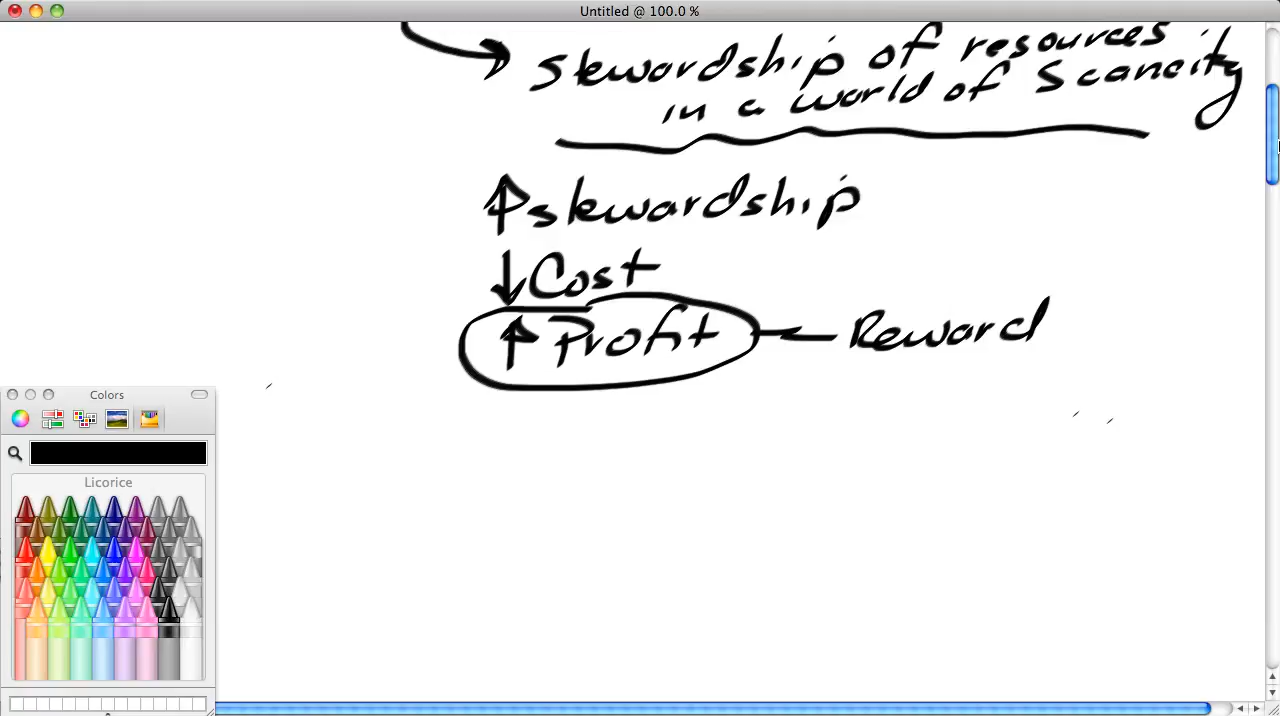 Untitled @ 100.0 %
Stewardship of resources
in a world of Scarcity
↑ stewardship
↓ Cost
↑ Profit ← Reward
Colors
Licorice